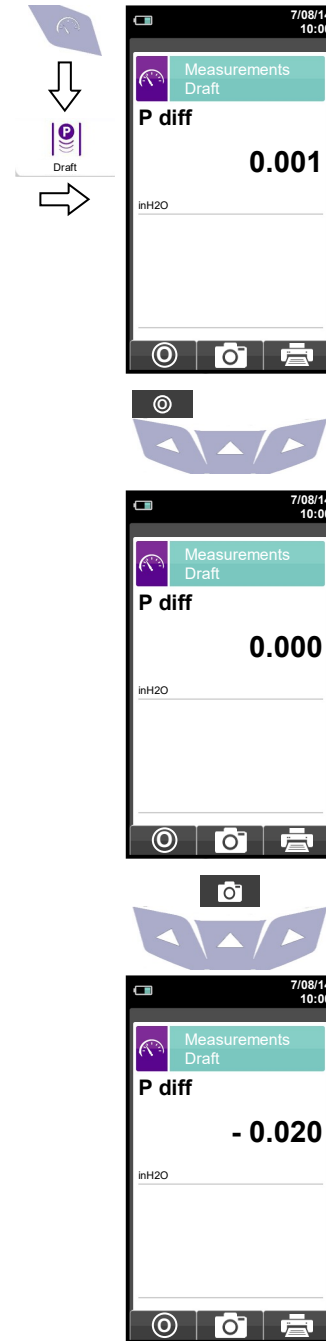 7/08/14
10:00
Measurements
Draft
P diff
0.001
inH2O
P
Draft
7/08/14
10:00
Measurements
Draft
P diff
0.000
inH2O
7/08/14
10:00
Measurements
Draft
P diff
- 0.020
inH2O